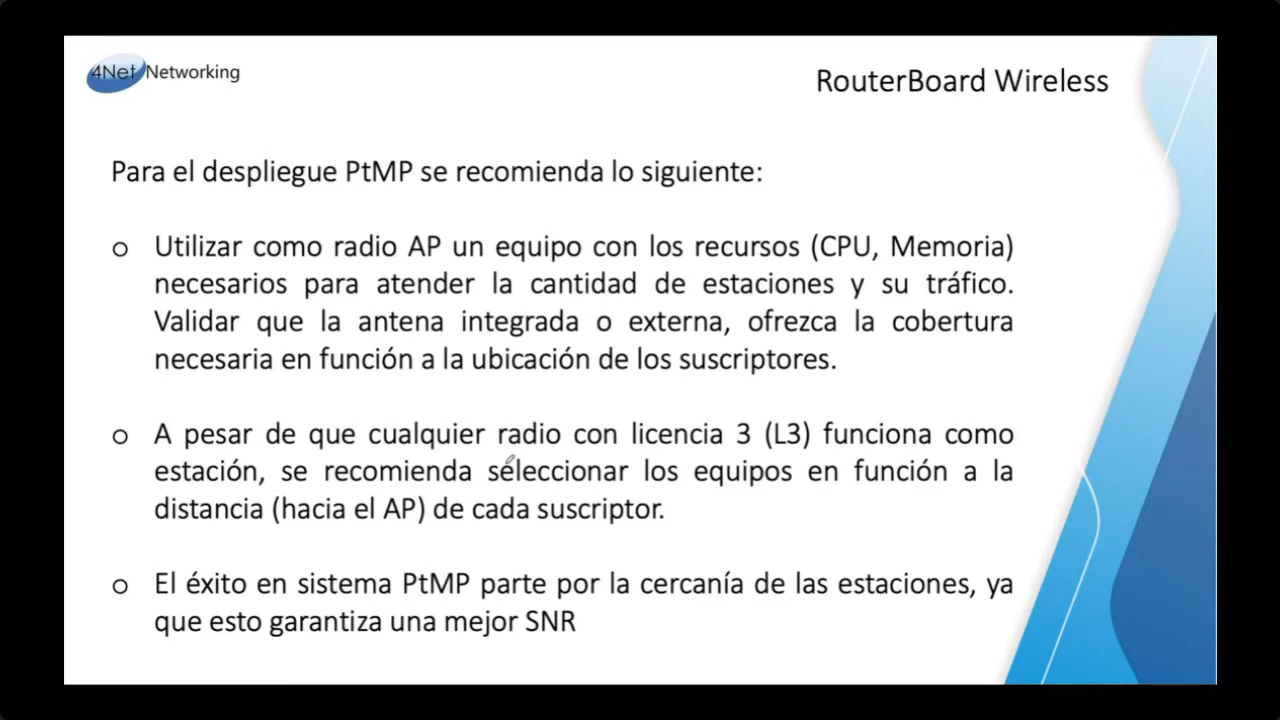 4Net Networking
RouterBoard Wireless
Para el despliegue PtMP se recomienda lo siguiente:
o Utilizar como radio AP un equipo con los recursos (CPU, Memoria)
necesarios para atender la cantidad de estaciones y su tráfico.
Validar que la antena integrada o externa, ofrezca la cobertura
necesaria en función a la ubicación de los suscriptores.
o A pesar de que cualquier radio con licencia 3 (L3) funciona como
estación, se recomienda seleccionar los equipos en función a la
distancia (hacia el AP) de cada suscriptor.
o El éxito en sistema PtMP parte por la cercanía de las estaciones, ya
que esto garantiza una mejor SNR